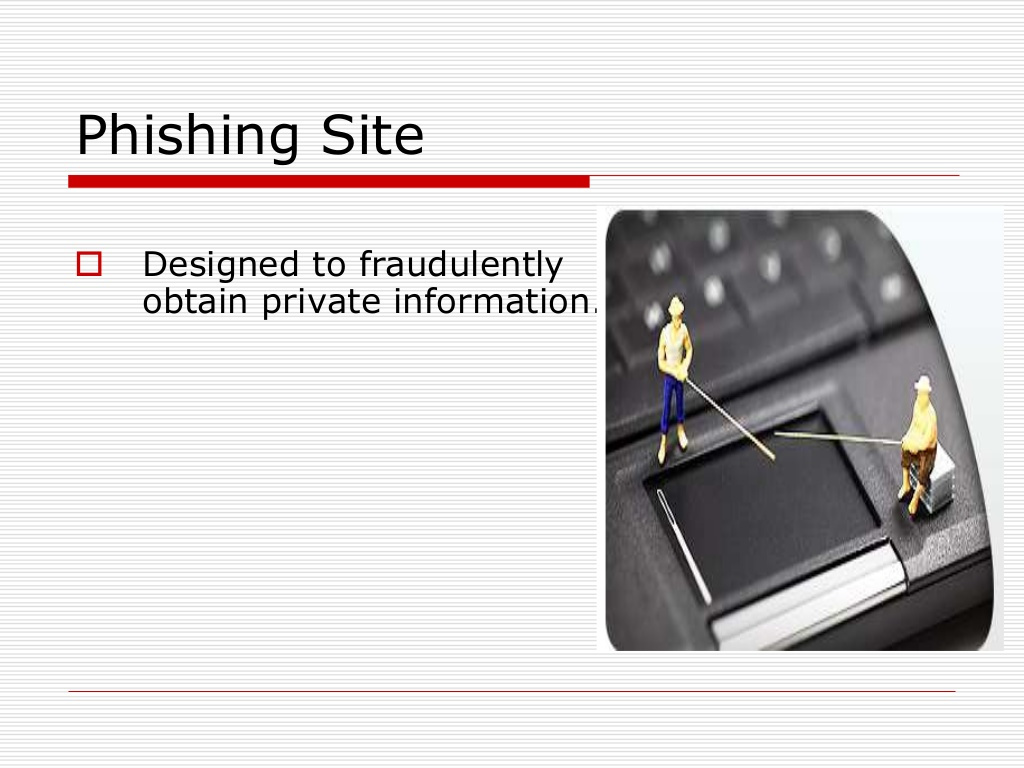 Phishing Site
Designed to fraudulently
obtain private information.